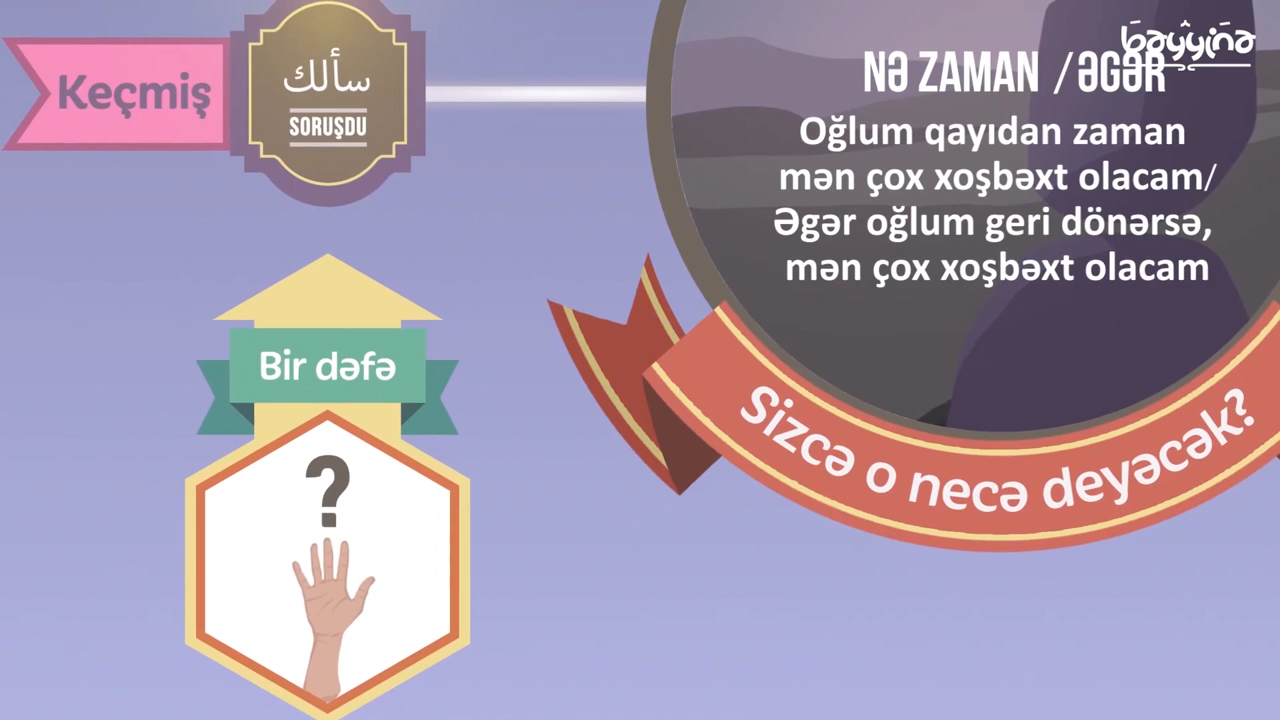 Keçmiş
سألك
SORUŞDU
bayyinə
NƏ ZAMAN /ƏGƏR
Oğlum qayıdan zaman
mən çox xoşbəxt olacam/
Əgər oğlum geri dönərsə,
mən çox xoşbəxt olacam
Sizcə o necə deyəcək?
Bir dəfə
?